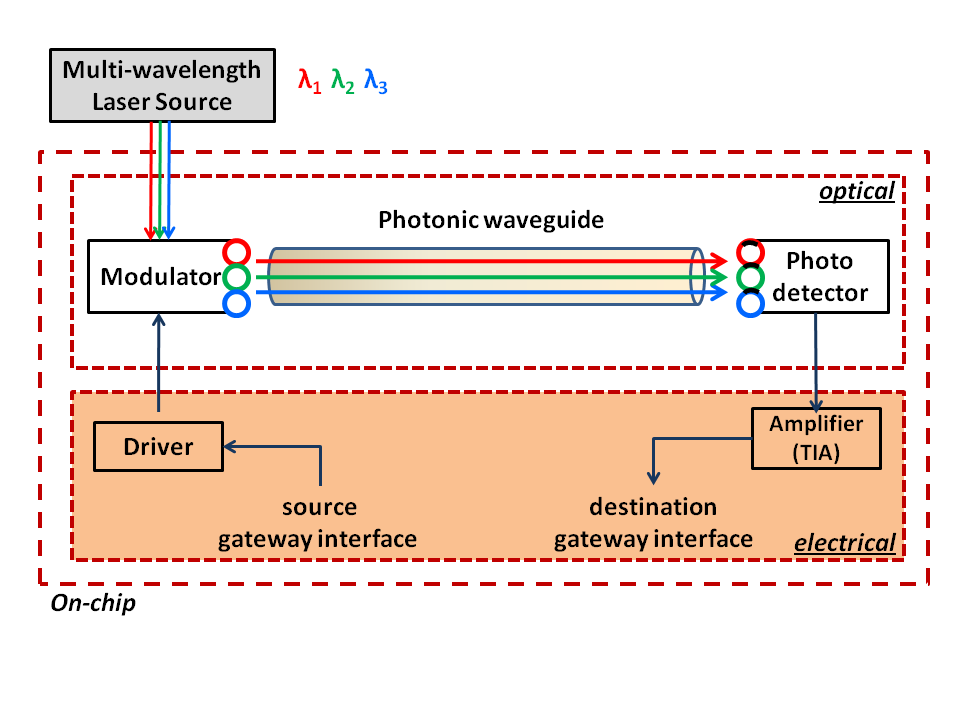 Multi-wavelength
Laser Source
λ1 λ2 λ3
optical
Photonic waveguide
Modulator
Photo
detector
Driver
Amplifier
(TIA)
source
gateway interface
destination
gateway interface
electrical
On-chip